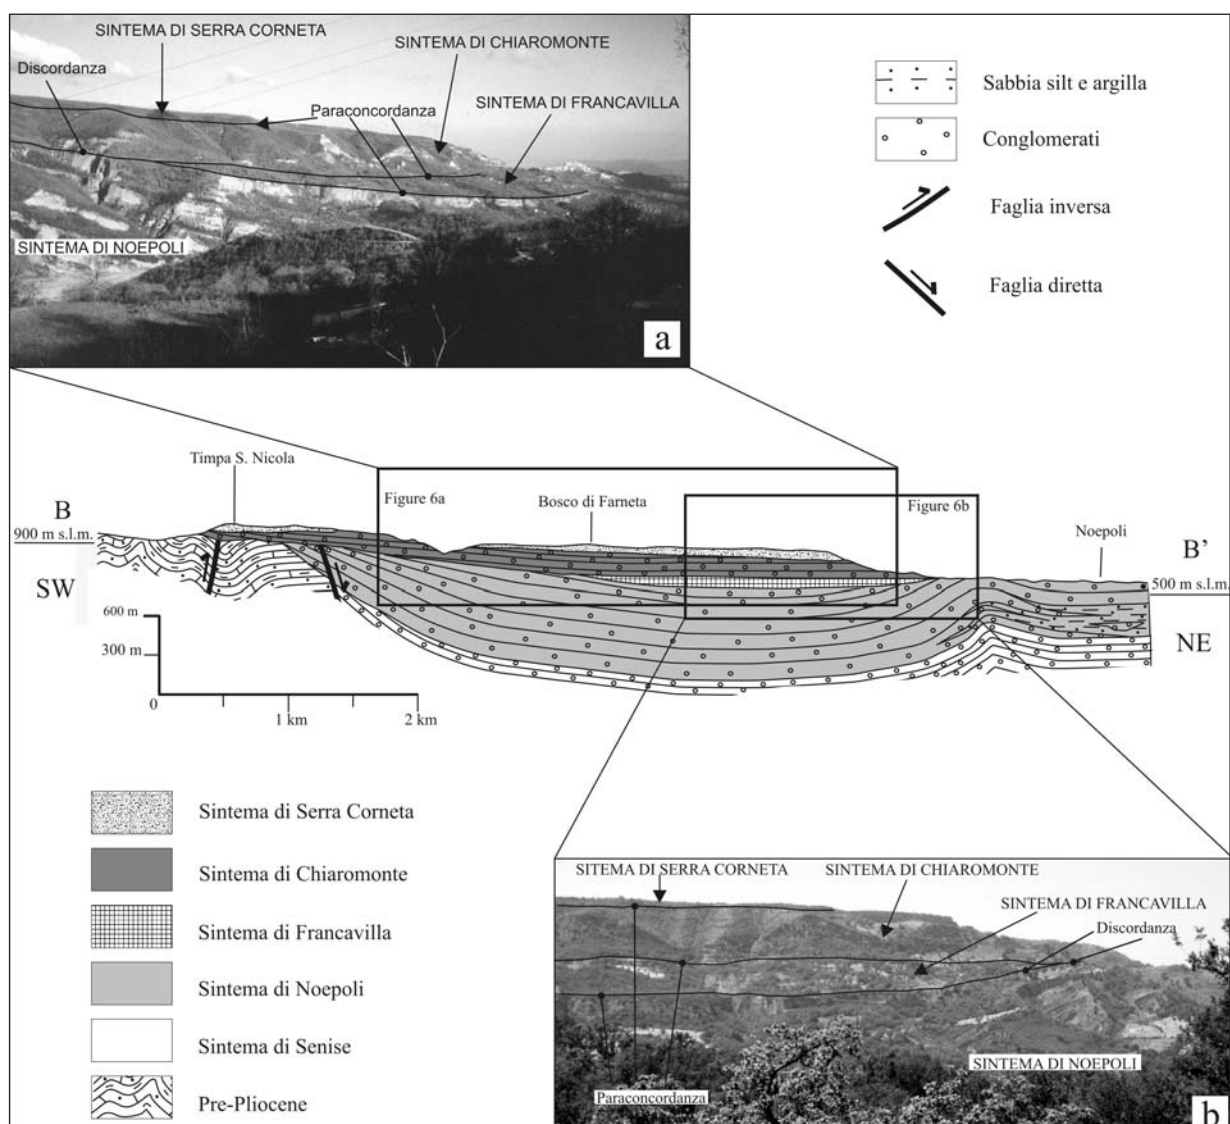 SINTEMA DI SERRA CORNETA
SINTEMA DI CHIAROMONTE
Discordanza
SINTEMA DI FRANCAVILLA
Paraconcordanza
SINTEMA DI NOEPOLI
a
Sabbia silt e argilla
Conglomerati
Faglia inversa
Faglia diretta
Timpa S. Nicola
B
900 m s.l.m.
SW
Figure 6a
Bosco di Farneta
Figure 6b
Noepoli
B'
500 m s.l.m.
NE
600 m
300 m
0
1 km
2 km
Sintema di Serra Corneta
Sintema di Chiaromonte
Sintema di Francavilla
Sintema di Noepoli
Sintema di Senise
Pre-Pliocene
SITEMA DI SERRA CORNETA
SINTEMA DI CHIAROMONTE
SINTEMA DI FRANCAVILLA
Discordanza
SINTEMA DI NOEPOLI
Paraconcordanza
b